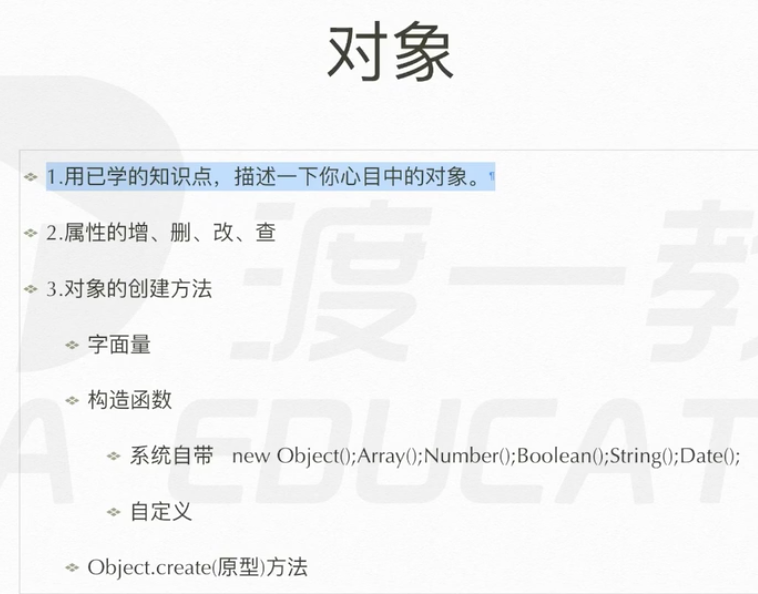 对象
1.用已学的知识点，描述一下你心目中的对象。
2.属性的增、删、改、查
3.对象的创建方法
字面量
构造函数
系统自带 new Object();Array();Number();Boolean();String();Date();
自定义
Object.create(原型)方法
渡一教
A EDUCAT